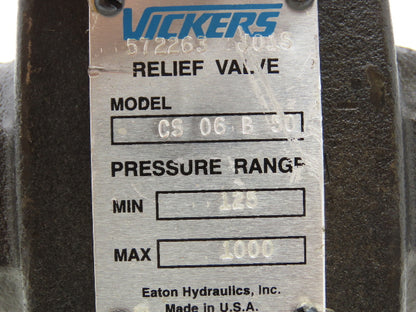 VICKERS
572263 J01S
RELIEF VALVE
MODEL
CS 06 B 50
PRESSURE RANGE
MIN 125
MAX 1000
Eaton Hydraulics, Inc.
Made in U.S.A.